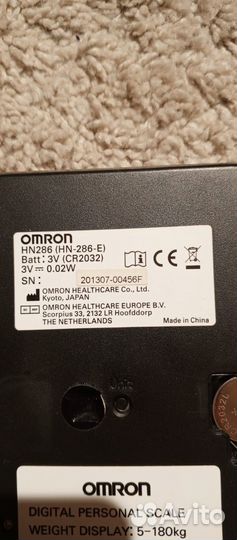 OMRON
HN286 (HN-286-E)
Batt : 3V (CR2032)
3V⎓ 0.02W
SN : 201307-00456F
OMRON HEALTHCARE Co., Ltd.
Kyoto, JAPAN
OMRON HEALTHCARE EUROPE B.V.
Scorpius 33, 2132 LR Hoofddorp
THE NETHERLANDS
Made in China
Unit
OMRON
DIGITAL PERSONAL SCALE
WEIGHT DISPLAY: 5-180kg
Avito